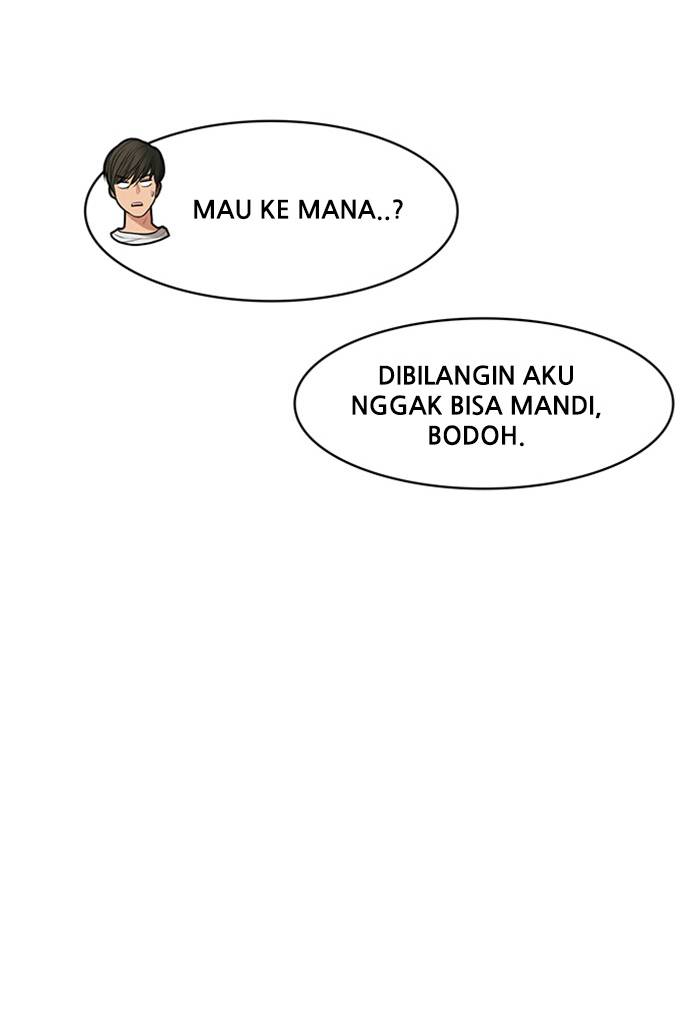 MAU KE MANA..?
DIBILANGIN AKU
NGGAK BISA MANDI,
BODOH.